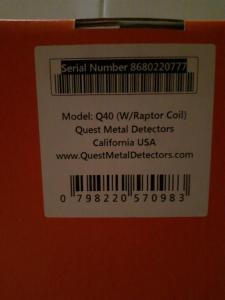 Serial Number 8680220777
Model: Q40 (W/Raptor Coil)
Quest Metal Detectors
California USA
www.QuestMetalDetectors.com
0 798220 570983